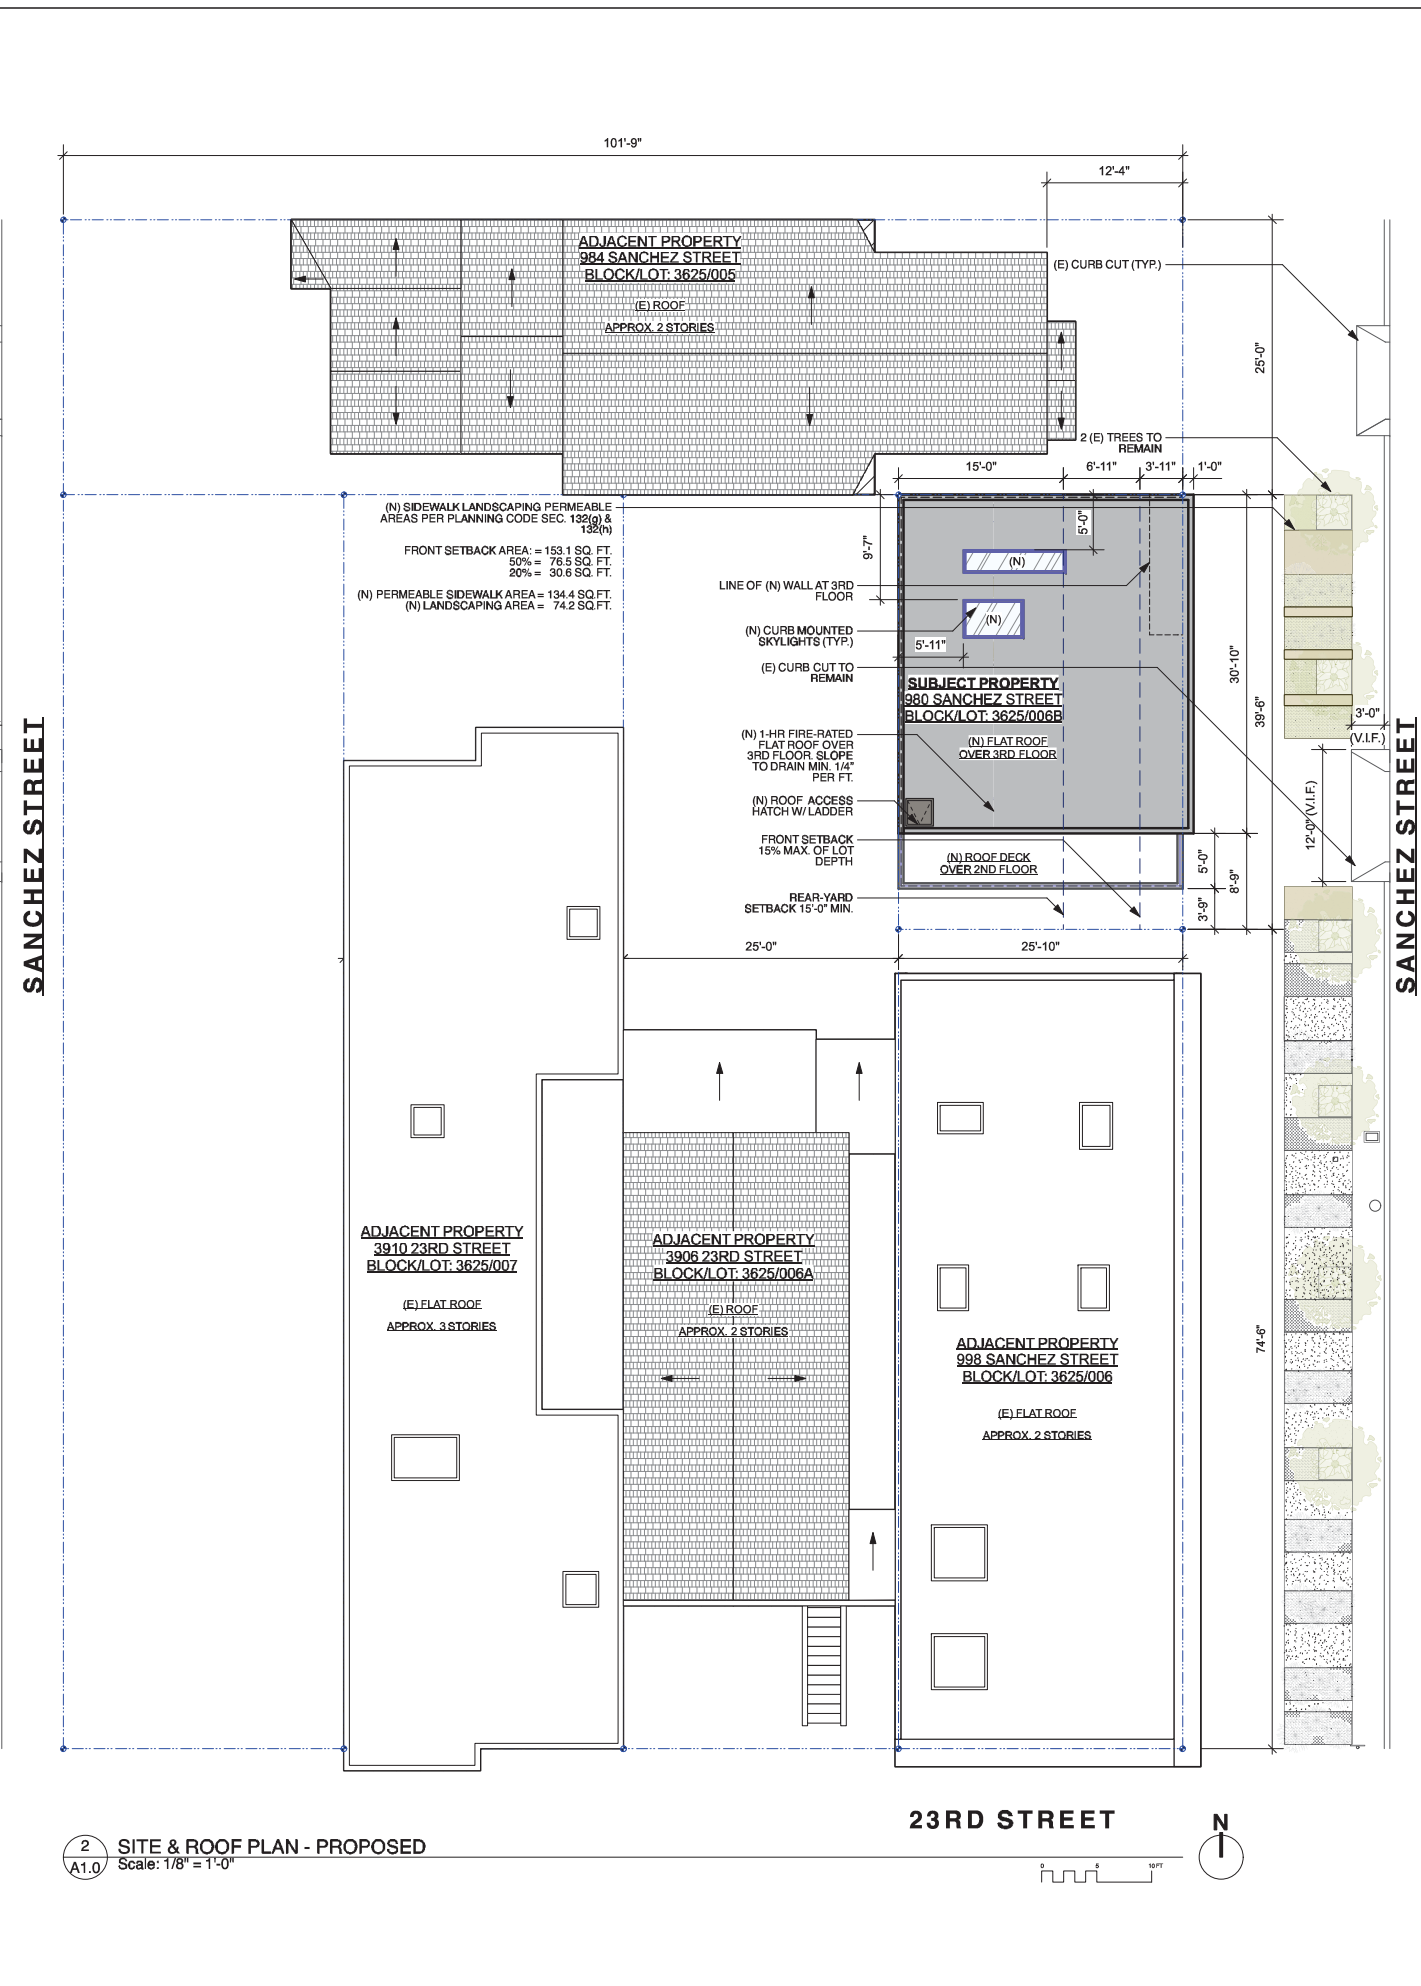 101'-9"
12'-4"
ADJACENT PROPERTY
984 SANCHEZ STREET
BLOCK/LOT: 3625/005
(E) ROOF
APPROX. 2 STORIES
(E) CURB CUT (TYP.)
25'-0"
2 (E) TREES TO
REMAIN
15'-0"
6'-11"
3'-11"
1'-0"
(N) SIDEWALK LANDSCAPING PERMEABLE
AREAS PER PLANNING CODE SEC. 132(g) &
132(h)
FRONT SETBACK AREA: = 153.1 SQ. FT.
50% = 76.5 SQ. FT.
20% = 30.6 SQ. FT.
(N) PERMEABLE SIDEWALK AREA = 134.4 SQ.FT.
(N) LANDSCAPING AREA = 74.2 SQ.FT.
9'-7"
5'-0"
(N)
LINE OF (N) WALL AT 3RD
FLOOR
(N)
(N) CURB MOUNTED
SKYLIGHTS (TYP.)
5'-11"
(E) CURB CUT TO
REMAIN
30'-10"
39'-6"
SUBJECT PROPERTY
980 SANCHEZ STREET
BLOCK/LOT: 3625/006B
(N) FLAT ROOF
OVER 3RD FLOOR
3'-0"
(V.I.F.)
(N) 1-HR FIRE-RATED
FLAT ROOF OVER
3RD FLOOR. SLOPE
TO DRAIN MIN. 1/4"
PER FT.
(N) ROOF ACCESS
HATCH W/ LADDER
12'-0" (V.I.F.)
FRONT SETBACK
15% MAX. OF LOT
DEPTH
(N) ROOF DECK
OVER 2ND FLOOR
5'-0"
8'-9"
3'-9"
REAR-YARD
SETBACK 15'-0" MIN.
SANCHEZ STREET
SANCHEZ STREET
25'-0"
25'-10"
ADJACENT PROPERTY
3910 23RD STREET
BLOCK/LOT: 3625/007
(E) FLAT ROOF
APPROX. 3 STORIES
ADJACENT PROPERTY
3906 23RD STREET
BLOCK/LOT: 3625/006A
(E) ROOF
APPROX. 2 STORIES
ADJACENT PROPERTY
998 SANCHEZ STREET
BLOCK/LOT: 3625/006
(E) FLAT ROOF
APPROX. 2 STORIES
74'-6"
23RD STREET
N
2
A1.0
SITE & ROOF PLAN - PROPOSED
Scale: 1/8" = 1'-0"
0
5
10 FT